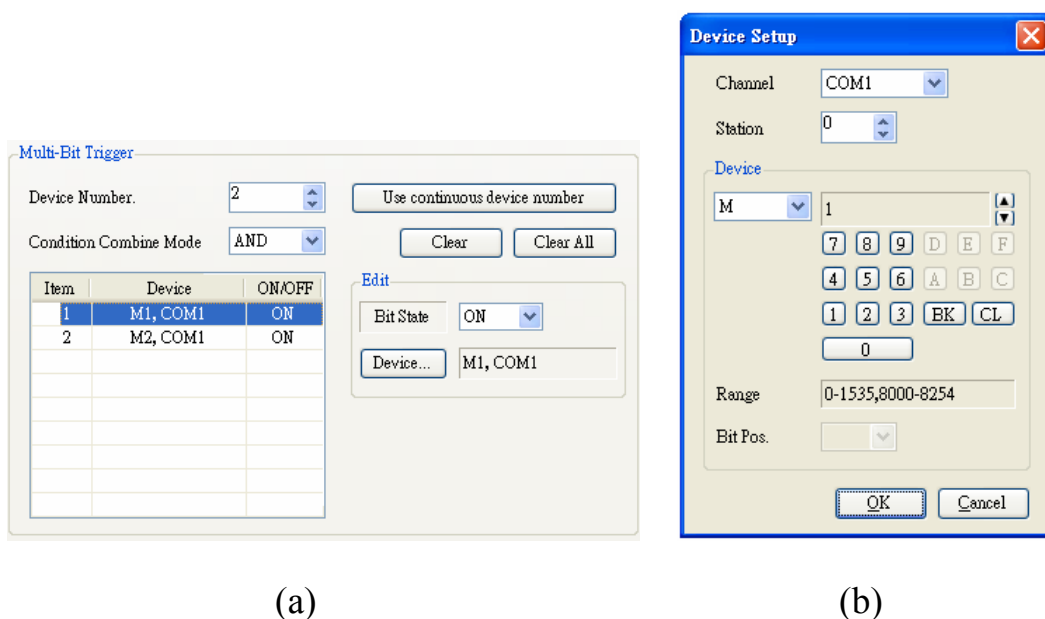 Multi-Bit Trigger
Device Number. 2 Use continuous device number
Condition Combine Mode AND Clear Clear All
Item Device ON/OFF
1 M1, COM1 ON
2 M2, COM1 ON
Edit
Bit State ON
Device... M1, COM1
(a)
Device Setup
Channel COM1
Station 0
Device
M 1
7 8 9 D E F
4 5 6 A B C
1 2 3 BK CL
0
Range 0-1535,8000-8254
Bit Pos.
OK Cancel
(b)